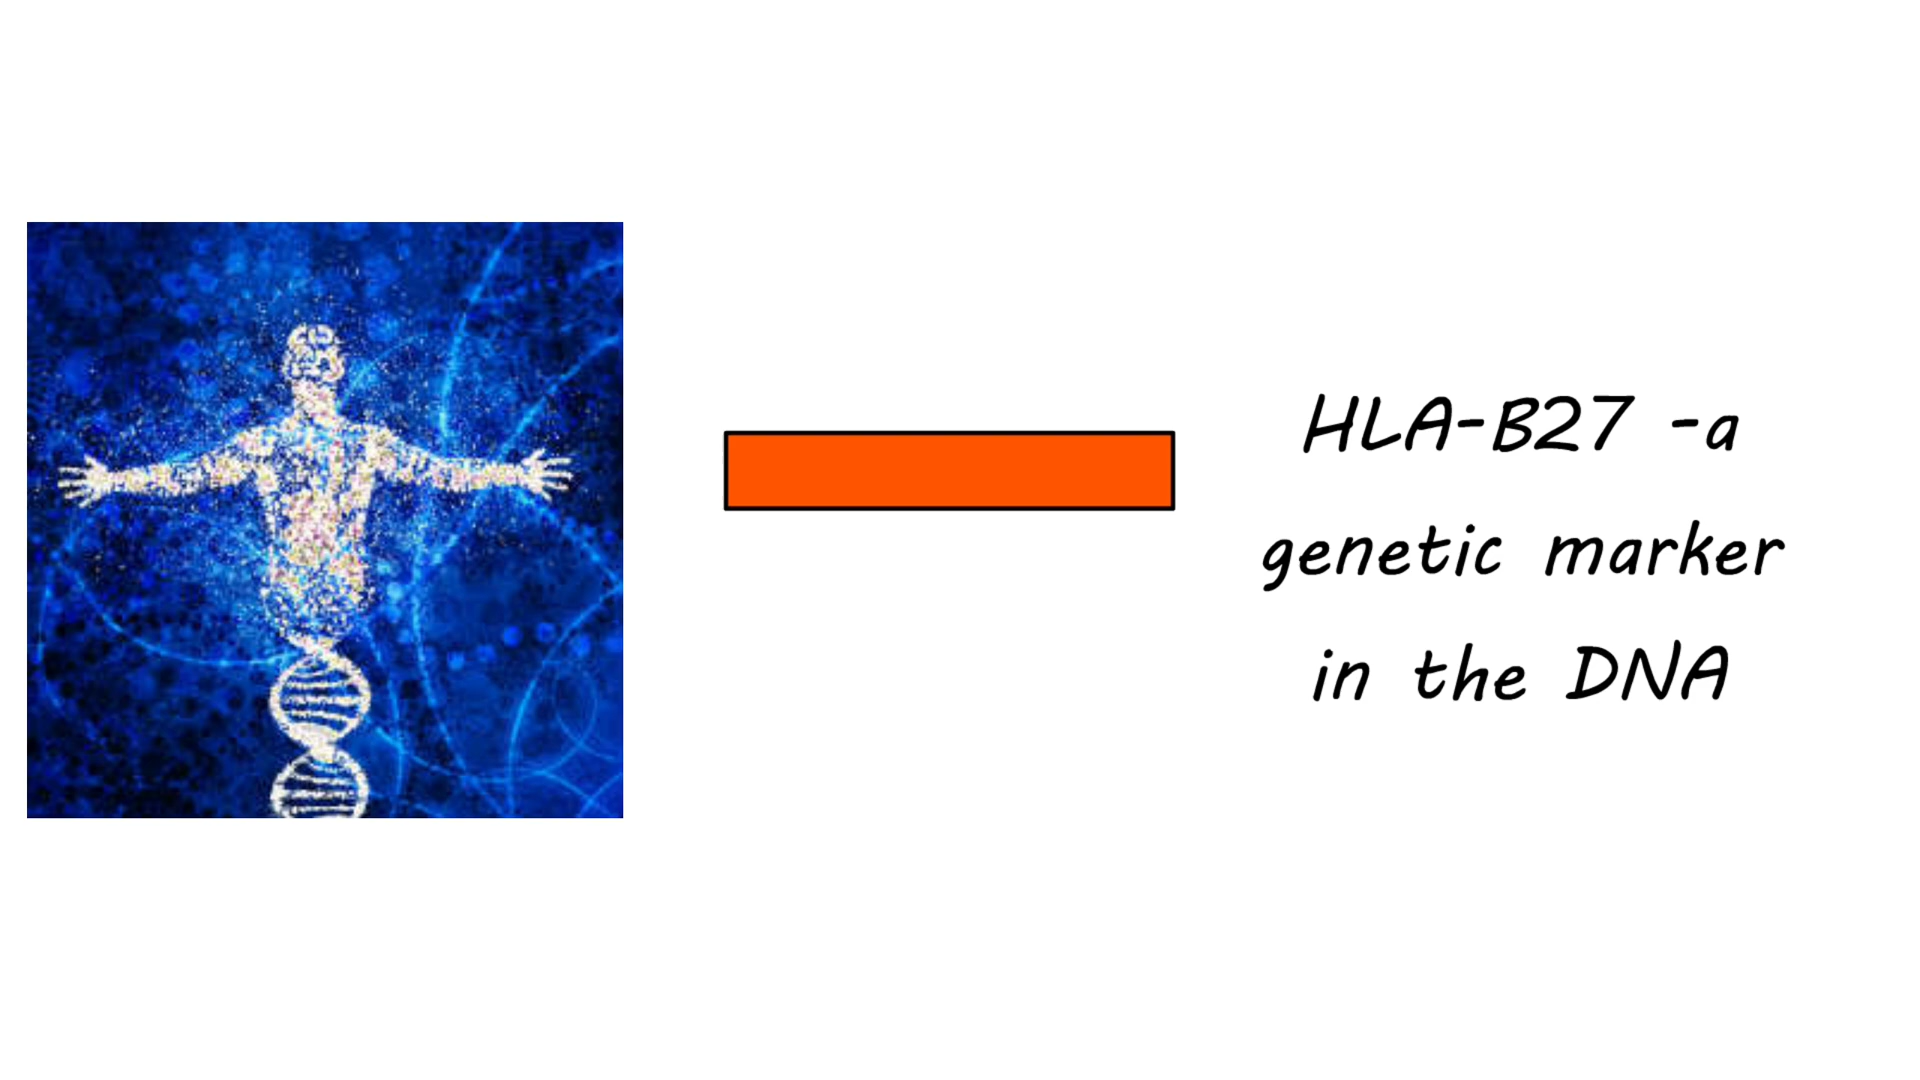 HLA-B27 -a
genetic marker
in the DNA